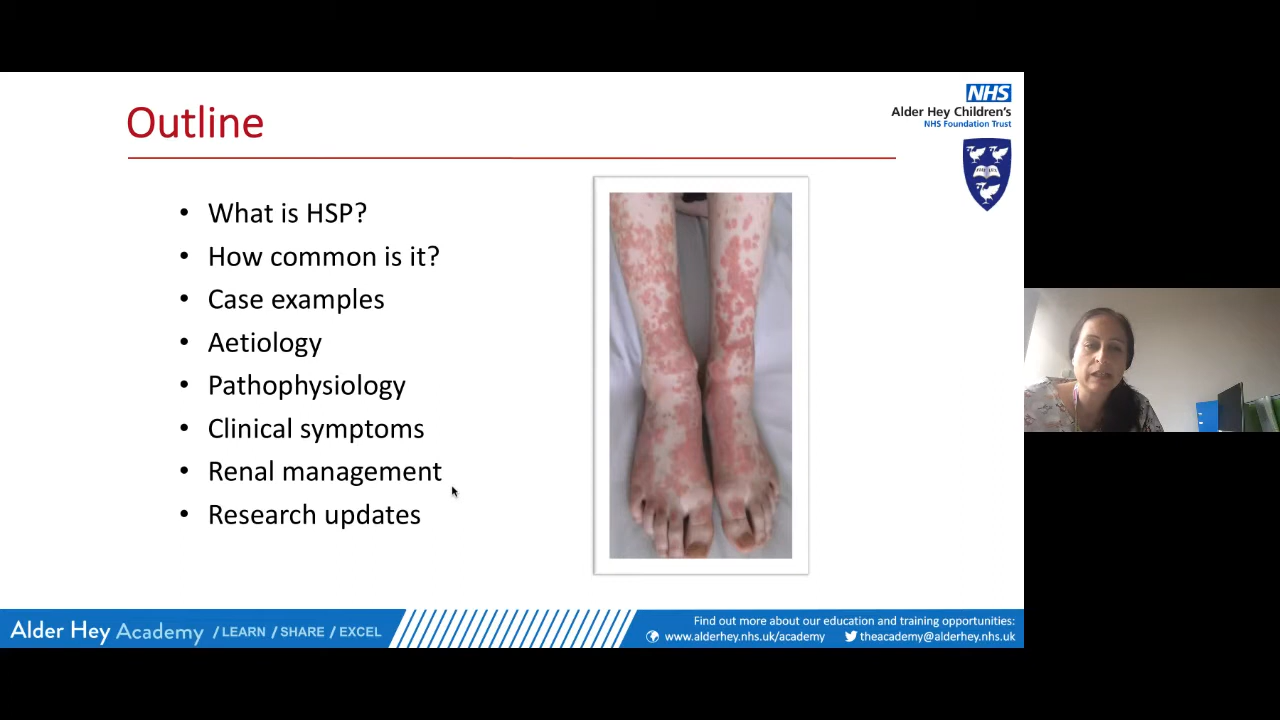 Outline
NHS
Alder Hey Children's
NHS Foundation Trust
• What is HSP?
• How common is it?
• Case examples
• Aetiology
• Pathophysiology
• Clinical symptoms
• Renal management
• Research updates
Alder Hey Academy / LEARN / SHARE / EXCEL
Find out more about our education and training opportunities:
www.alderhey.nhs.uk/academy theacademy@alderhey.nhs.uk